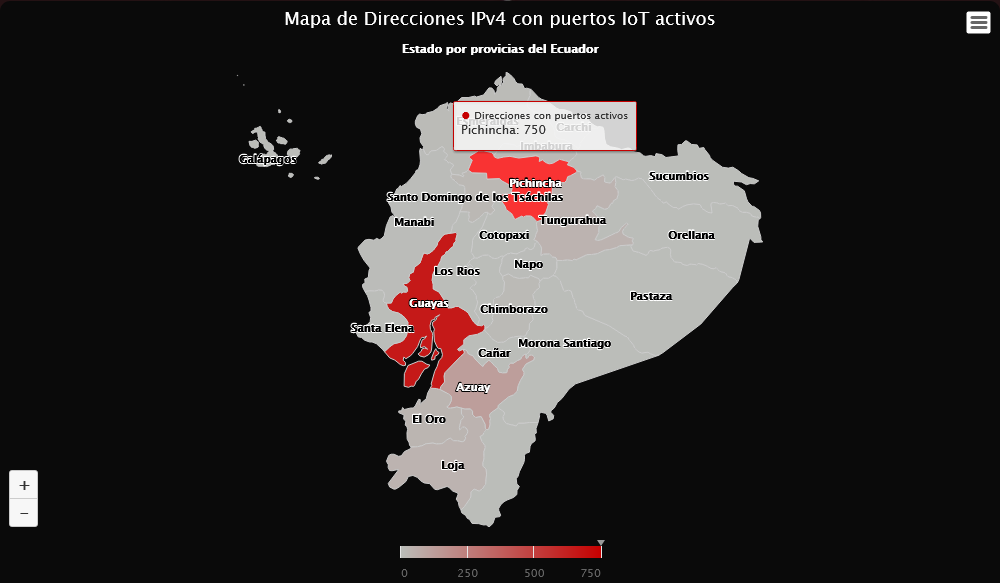 Mapa de Direcciones IPv4 con puertos IoT activos
Estado por provicias del Ecuador
Direcciones con puertos activos
Pichincha: 750
Esmeraldas
Carchi
Imbabura
Galápagos
Sucumbios
Pichincha
Santo Domingo de los Tsáchilas
Manabí
Tungurahua
Cotopaxi
Orellana
Napo
Los Rios
Pastaza
Guayas
Chimborazo
Santa Elena
Morona Santiago
Cañar
Azuay
El Oro
Loja
+
−
0 250 500 750